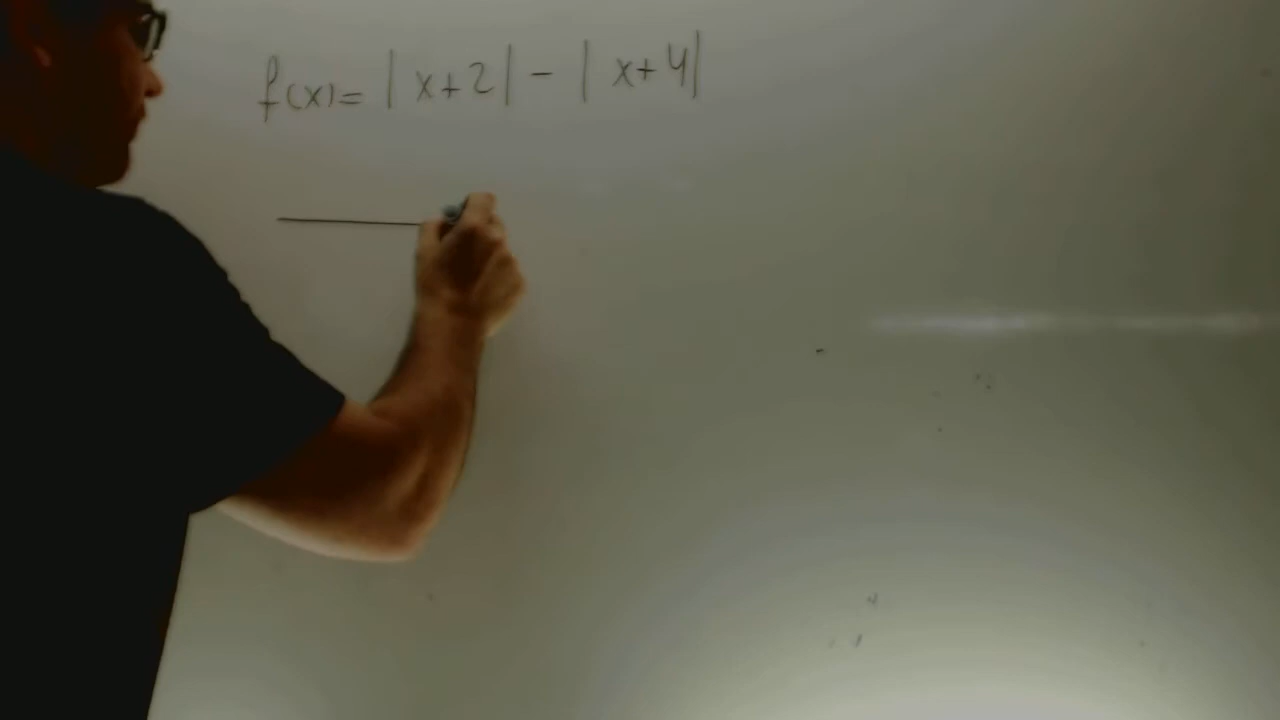 f(x)= |x+2| - |x+4|